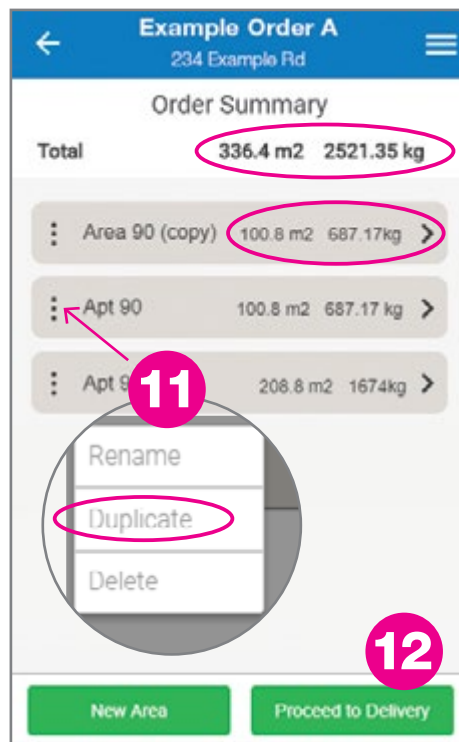 Example Order A
234 Example Rd
Order Summary
Total 336.4 m2 2521.35 kg
Area 90 (copy) 100.8 m2 687.17kg
Apt 90 100.8 m2 687.17 kg
Apt 9 208.8 m2 1674kg
11
Rename
Duplicate
Delete
12
New Area Proceed to Delivery